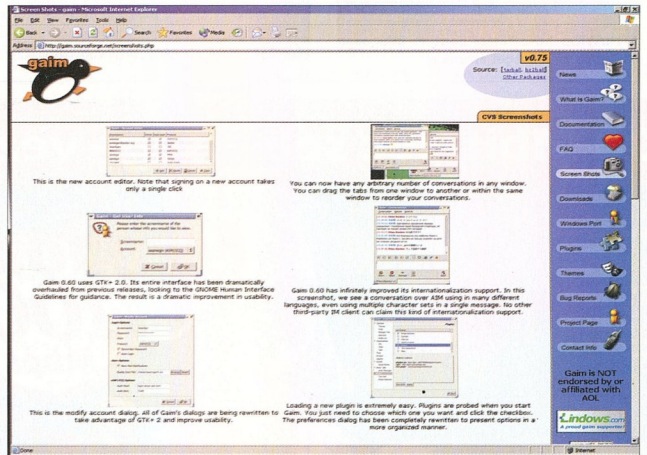 Screen Shots - gaim - Microsoft Internet Explorer
File Edit View Favorites Tools Help
Back Search Favorites Media
Address http://gaim.sourceforge.net/screenshots.php
gaim
v0.75
Source: [tarball, bz2ball]
Other Packages
CVS Screenshots
This is the new account editor. Note that signing on a new account takes
only a single click
You can now have any arbitrary number of conversations in any window.
You can drag the tabs from one window to another or within the same
window to reorder your conversations.
Gaim 0.60 uses GTK+ 2.0. Its entire interface has been dramatically
overhauled from previous releases, looking to the GNOME Human Interface
Guidelines for guidance. The result is a dramatic improvement in usability.
Gaim 0.60 has infinitely improved its internationalization support. In this
screenshot, we see a conversation over AIM using in many different
languages, even using multiple character sets in a single message. No other
third-party IM client can claim this kind of internationalization support.
This is the modify account dialog. All of Gaim's dialogs are being rewritten to
take advantage of GTK+ 2 and improve usability.
Loading a new plugin is extremely easy. Plugins are probed when you start
Gaim. You just need to choose which one you want and click the checkbox.
The preferences dialog has been completely rewritten to present options in a
more organized manner.
News
What is Gaim?
Documentation
FAQ
Screen Shots
Downloads
Windows Port
Plugins
Themes
Bug Reports
Project Page
Contact Info
Gaim is NOT
endorsed by or
affiliated with
AOL
Lindows.com
A proud gaim supporter
Done
Internet